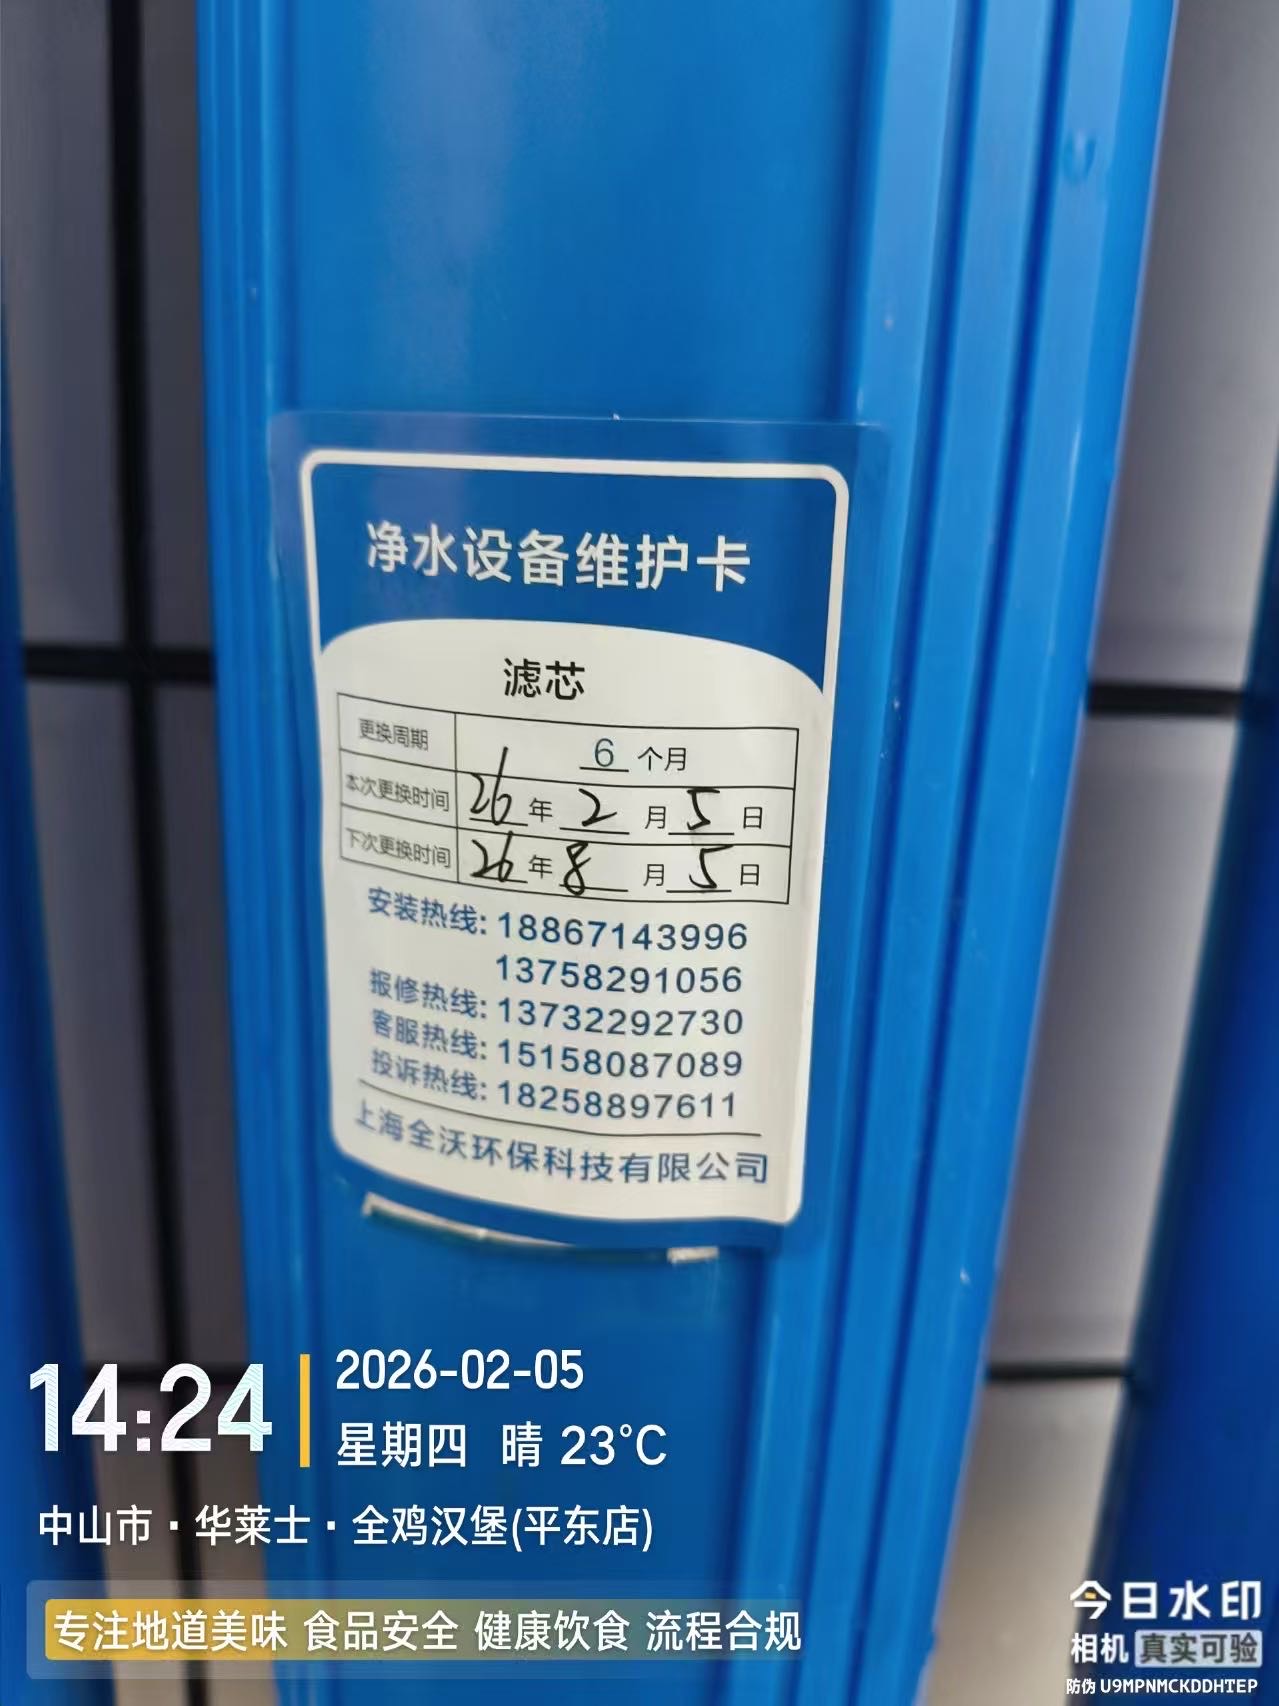 净水设备维护卡
滤芯
更换周期 6 个月
本次更换时间 26 年 2 月 5 日
下次更换时间 26 年 8 月 5 日
安装热线: 18867143996
13758291056
报修热线: 13732292730
客服热线: 15158087089
投诉热线: 18258897611
上海全沃环保科技有限公司
14:24
2026-02-05
星期四 晴 23°C
中山市·华莱士·全鸡汉堡(平东店)
专注地道美味 食品安全 健康饮食 流程合规
今日水印
相机 真实可验
防伪 U9MPNMCKDDHTEP